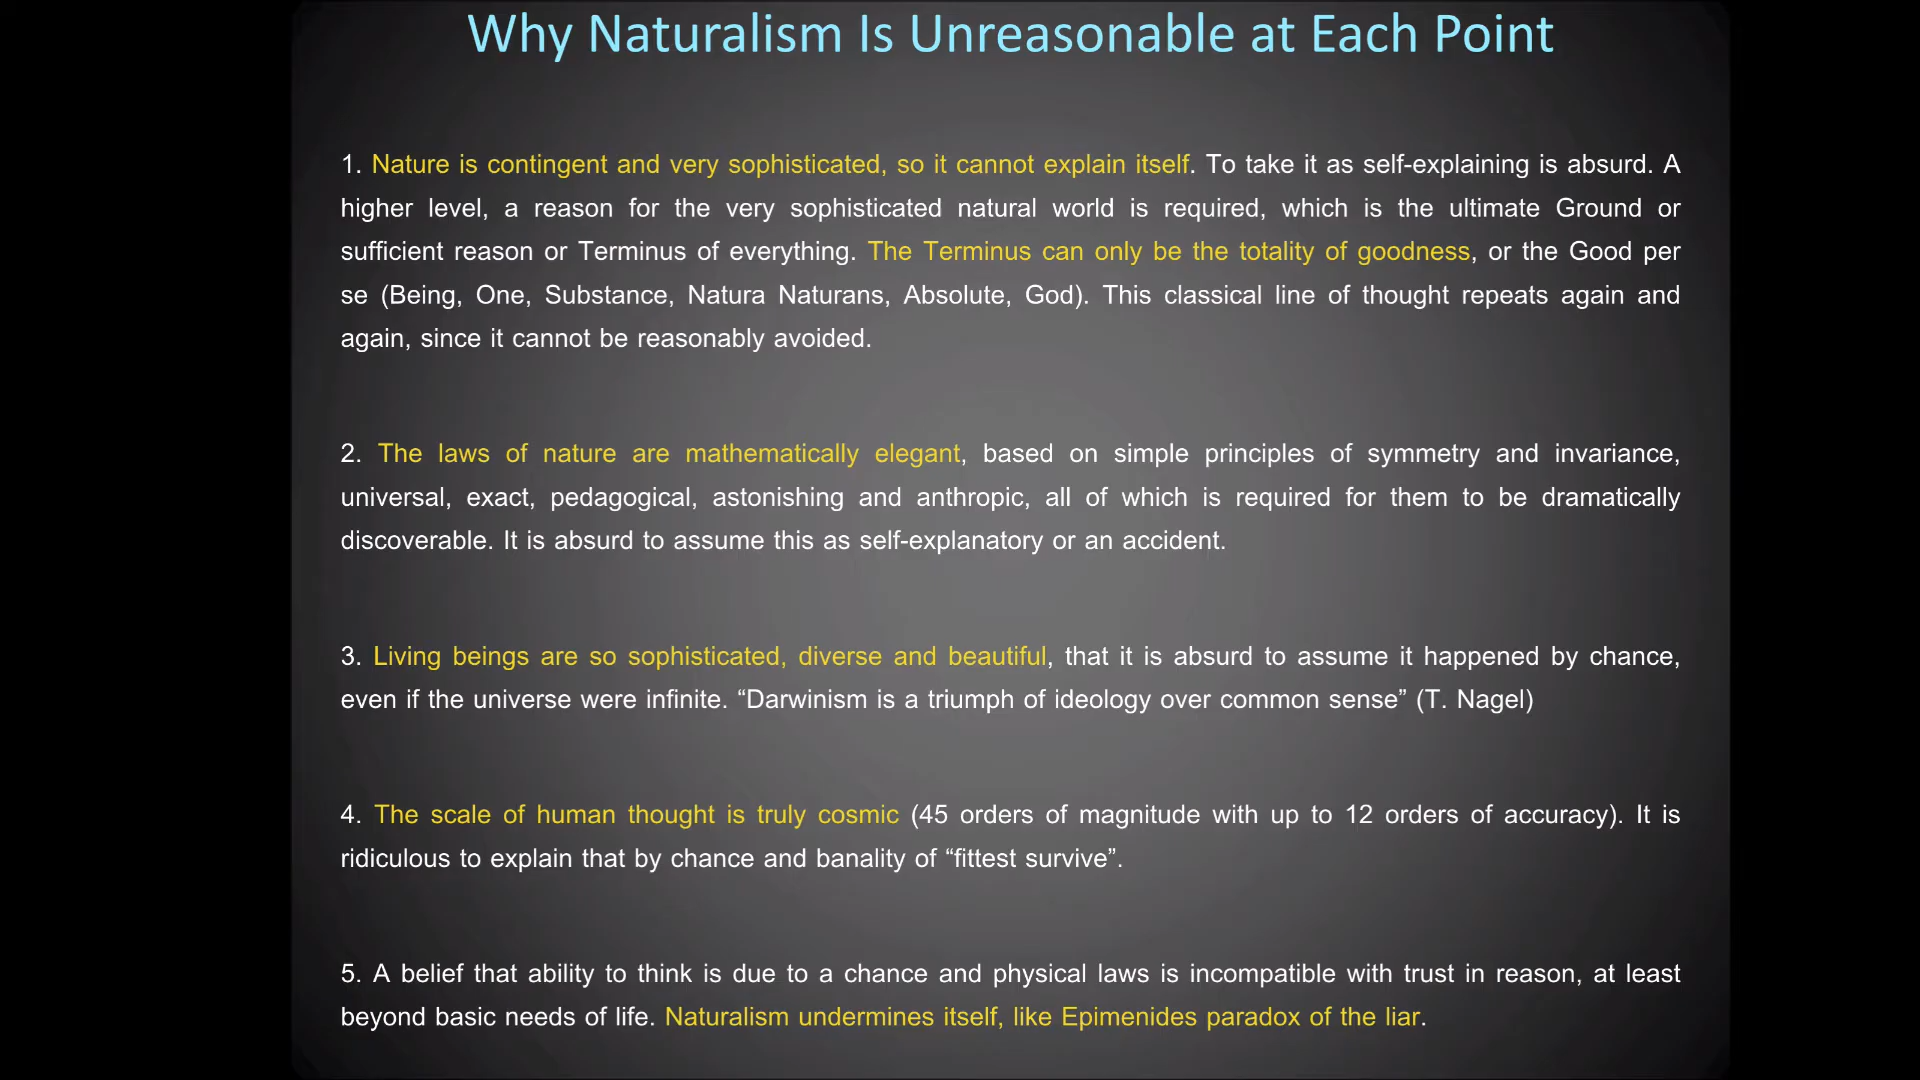 Why Naturalism Is Unreasonable at Each Point
1. Nature is contingent and very sophisticated, so it cannot explain itself. To take it as self-explaining is absurd. A
higher level, a reason for the very sophisticated natural world is required, which is the ultimate Ground or
sufficient reason or Terminus of everything. The Terminus can only be the totality of goodness, or the Good per
se (Being, One, Substance, Natura Naturans, Absolute, God). This classical line of thought repeats again and
again, since it cannot be reasonably avoided.
2. The laws of nature are mathematically elegant, based on simple principles of symmetry and invariance,
universal, exact, pedagogical, astonishing and anthropic, all of which is required for them to be dramatically
discoverable. It is absurd to assume this as self-explanatory or an accident.
3. Living beings are so sophisticated, diverse and beautiful, that it is absurd to assume it happened by chance,
even if the universe were infinite. “Darwinism is a triumph of ideology over common sense” (T. Nagel)
4. The scale of human thought is truly cosmic (45 orders of magnitude with up to 12 orders of accuracy). It is
ridiculous to explain that by chance and banality of “fittest survive”.
5. A belief that ability to think is due to a chance and physical laws is incompatible with trust in reason, at least
beyond basic needs of life. Naturalism undermines itself, like Epimenides paradox of the liar.